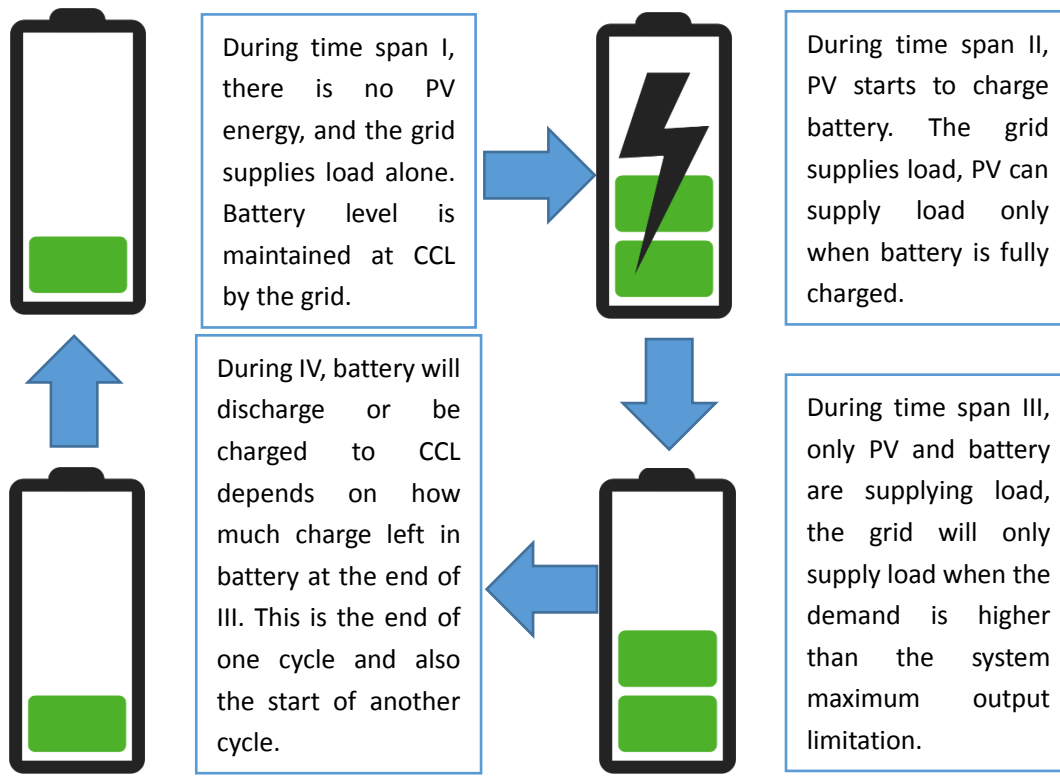 During time span I,
there is no PV
energy, and the grid
supplies load alone.
Battery level is
maintained at CCL
by the grid.
During time span II,
PV starts to charge
battery. The grid
supplies load, PV can
supply load only
when battery is fully
charged.
During time span III,
only PV and battery
are supplying load,
the grid will only
supply load when the
demand is higher
than the system
maximum output
limitation.
During IV, battery will
discharge or be
charged to CCL
depends on how
much charge left in
battery at the end of
III. This is the end of
one cycle and also
the start of another
cycle.